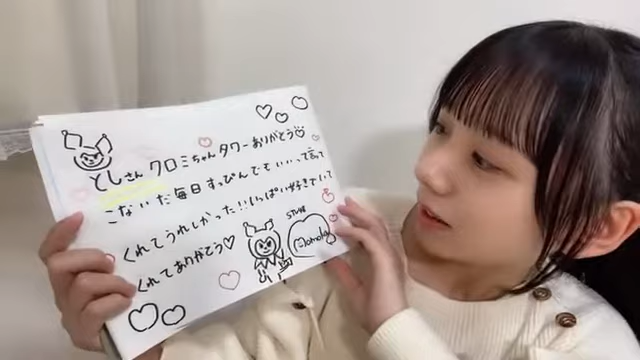 としさん クロミちゃんタワーありがとう
こないだ毎日すっぴんでもいいって言って
くれてうれしかった!!いっぱい好きでいて
くれてありがとう♡
STU48